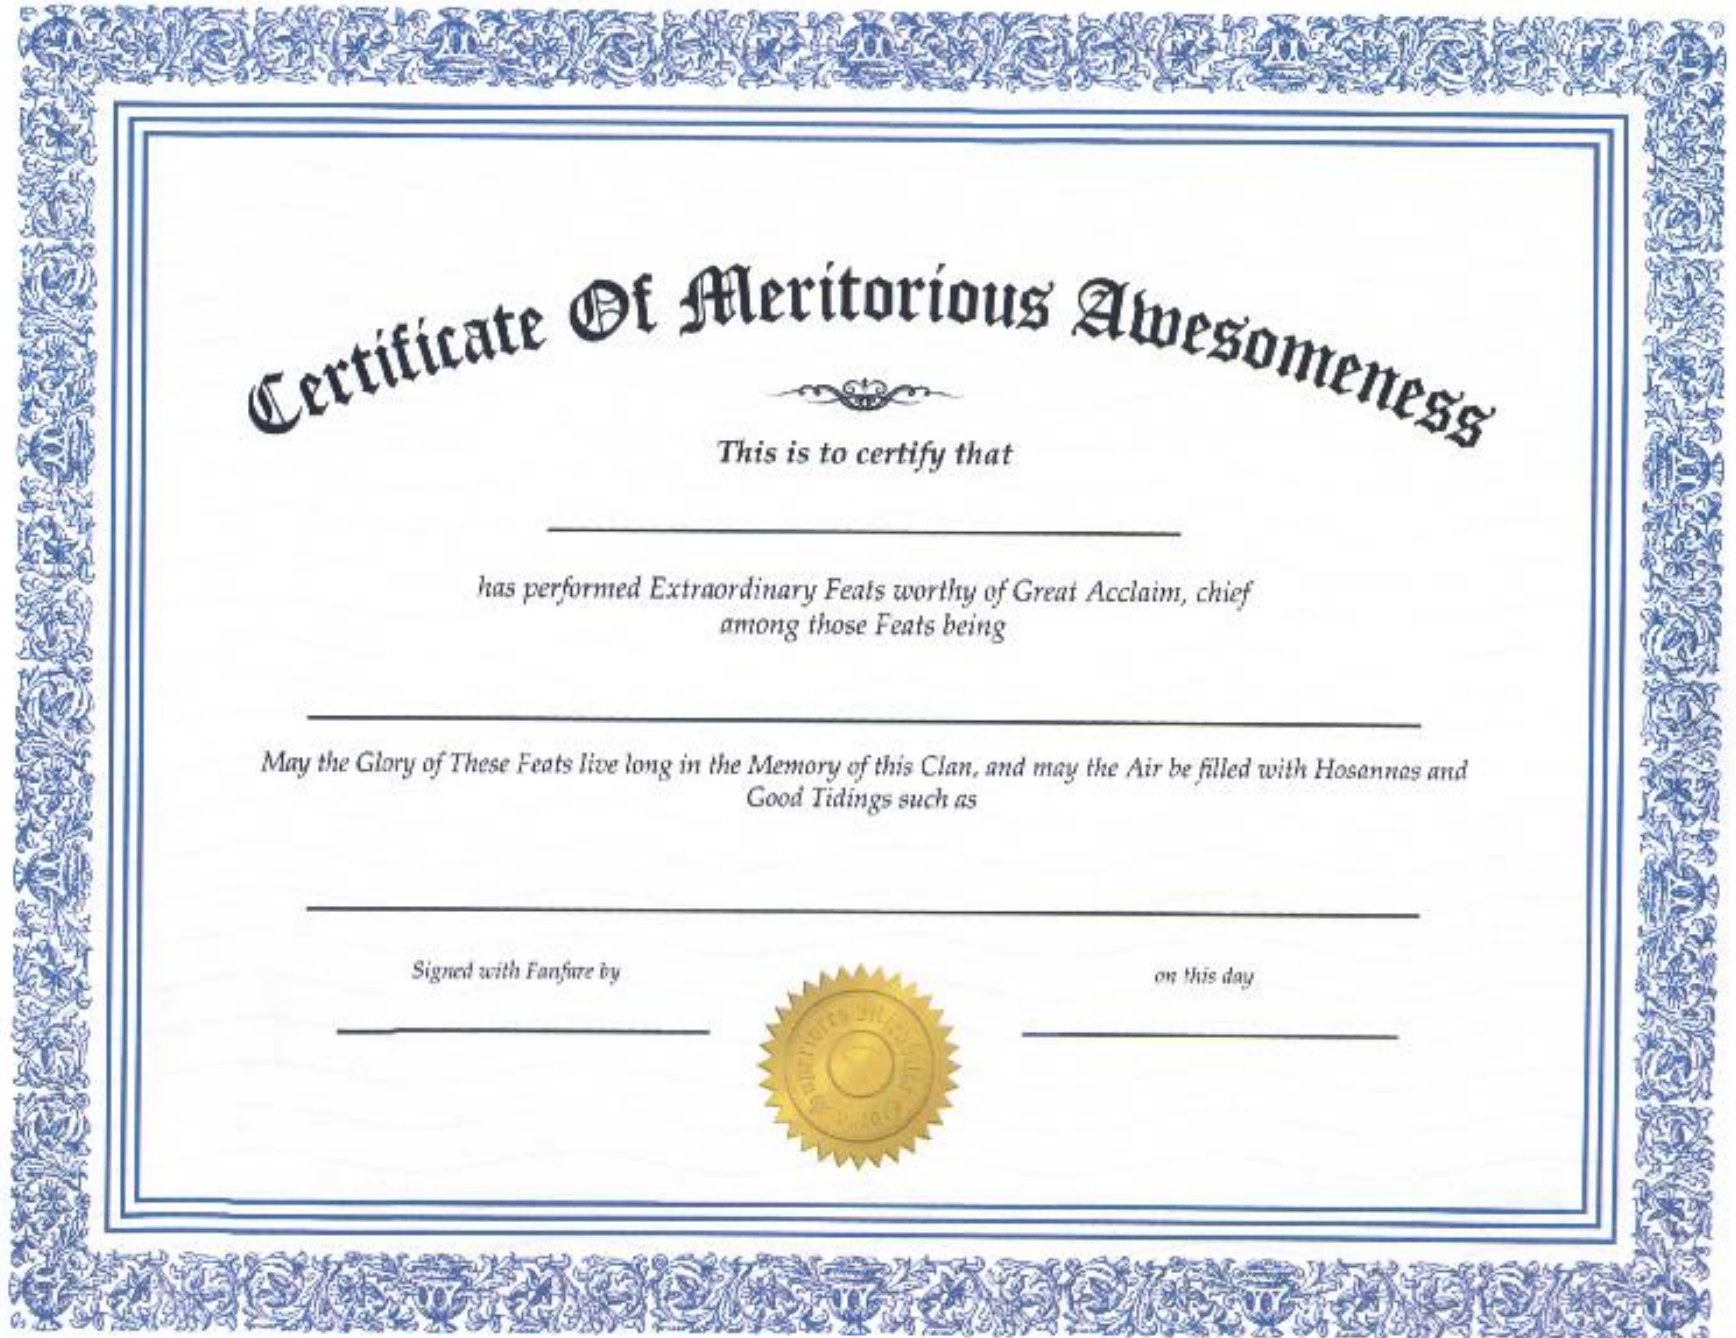 Certificate Of Meritorious Awesomeness
This is to certify that
has performed Extraordinary Feats worthy of Great Acclaim, chief
among those Feats being
May the Glory of These Feats live long in the Memory of this Clan, and may the Air be filled with Hosannas and
Good Tidings such as
Signed with Fanfare by
on this day